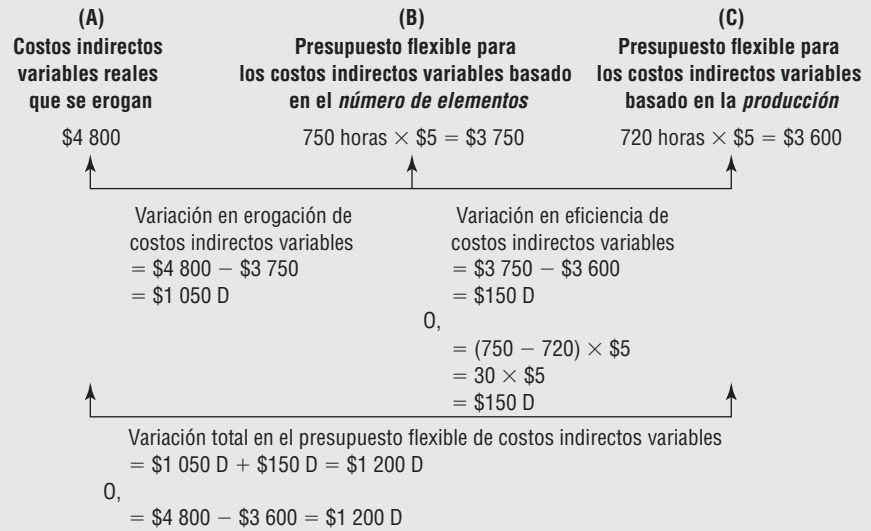 (A)
Costos indirectos
variables reales
que se erogan
$4 800
(B)
Presupuesto flexible para
los costos indirectos variables basado
en el número de elementos
750 horas × $5 = $3 750
(C)
Presupuesto flexible para
los costos indirectos variables
basado en la producción
720 horas × $5 = $3 600
Variación en erogación de
costos indirectos variables
= $4 800 − $3 750
= $1 050 D
Variación en eficiencia de
costos indirectos variables
= $3 750 − $3 600
= $150 D
O,
= (750 − 720) × $5
= 30 × $5
= $150 D
Variación total en el presupuesto flexible de costos indirectos variables
= $1 050 D + $150 D = $1 200 D
O,
= $4 800 − $3 600 = $1 200 D